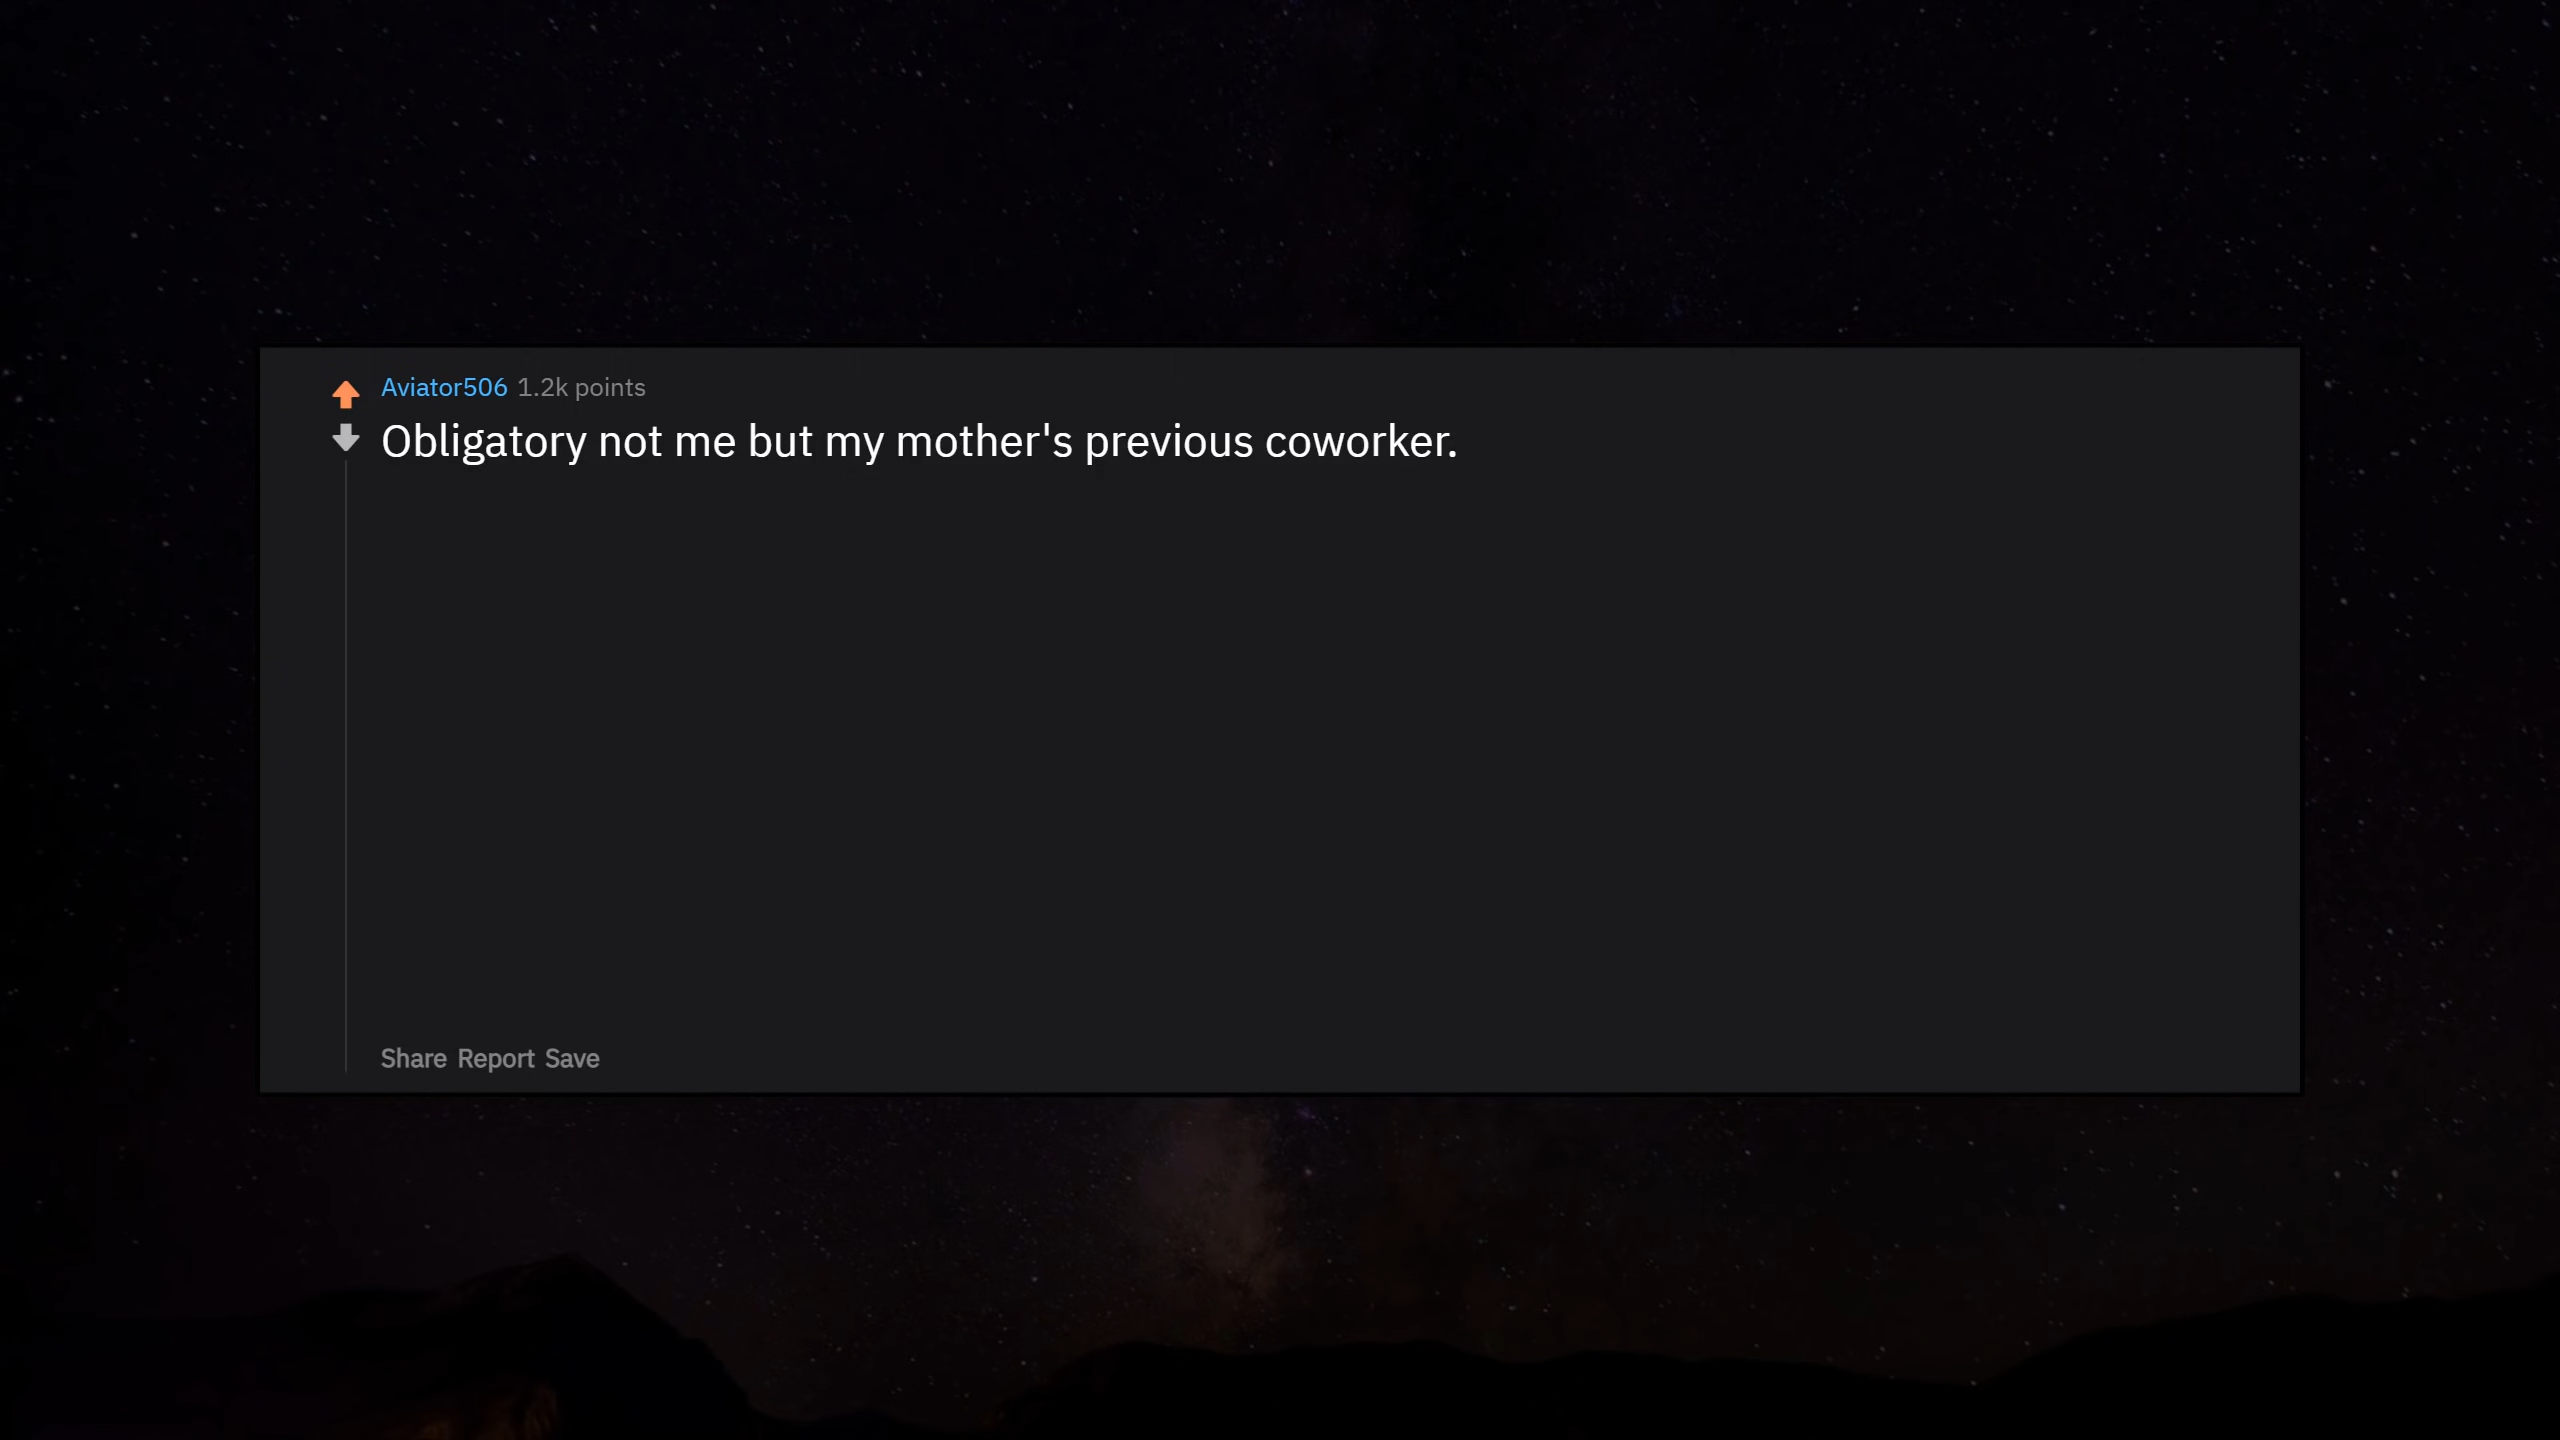 Aviator506 1.2k points
Obligatory not me but my mother's previous coworker.
Share Report Save